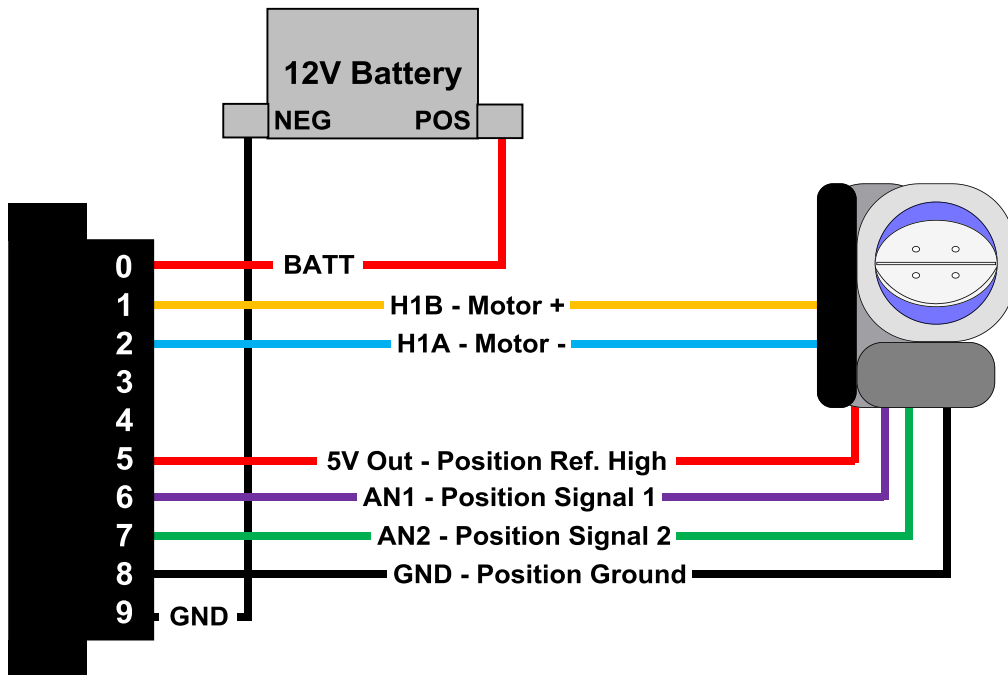 12V Battery
NEG POS
0 BATT
1 H1B - Motor +
2 H1A - Motor -
3
4
5 5V Out - Position Ref. High
6 AN1 - Position Signal 1
7 AN2 - Position Signal 2
8 GND - Position Ground
9 GND